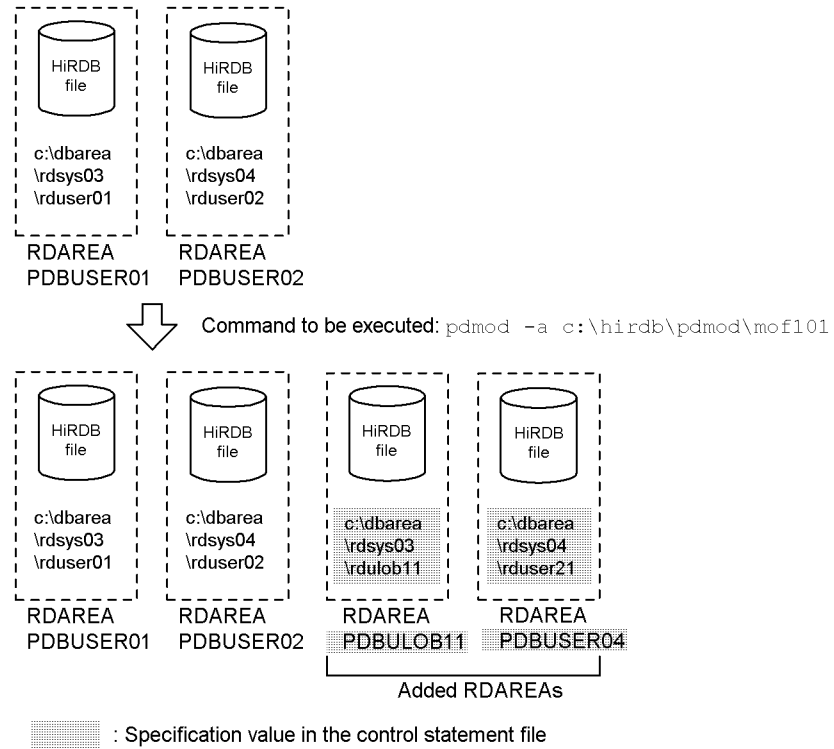 HiRDB
file
HiRDB
file
c:\dbarea
\rdsys03
\rduser01
c:\dbarea
\rdsys04
\rduser02
RDAREA
PDBUSER01
RDAREA
PDBUSER02
Command to be executed: pdmod -a c:\hirdb\pdmod\mof101
HiRDB
file
HiRDB
file
HiRDB
file
HiRDB
file
c:\dbarea
\rdsys03
\rduser01
c:\dbarea
\rdsys04
\rduser02
c:\dbarea
\rdsys03
\rdulob11
c:\dbarea
\rdsys04
\rduser21
RDAREA
PDBUSER01
RDAREA
PDBUSER02
RDAREA
PDBULOB11
RDAREA
PDBUSER04
Added RDAREAs
: Specification value in the control statement file